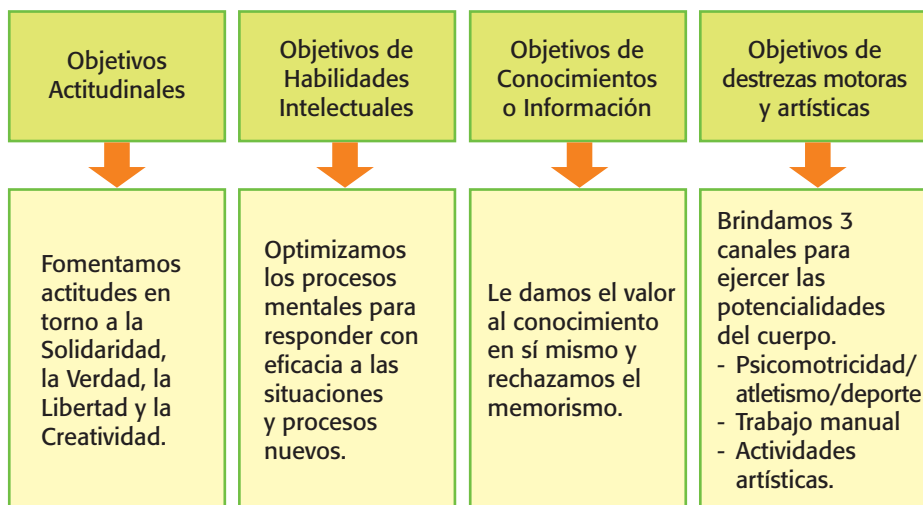 Objetivos
Actitudinales
Objetivos de
Habilidades
Intelectuales
Objetivos de
Conocimientos
o Información
Objetivos de
destrezas motoras
y artísticas
Fomentamos
actitudes en
torno a la
Solidaridad,
la Verdad, la
Libertad y la
Creatividad.
Optimizamos
los procesos
mentales para
responder con
eficacia a las
situaciones
y procesos
nuevos.
Le damos el valor
al conocimiento
en sí mismo y
rechazamos el
memorismo.
Brindamos 3
canales para
ejercer las
potencialidades
del cuerpo.
- Psicomotricidad/
atletismo/deporte
- Trabajo manual
- Actividades
artísticas.